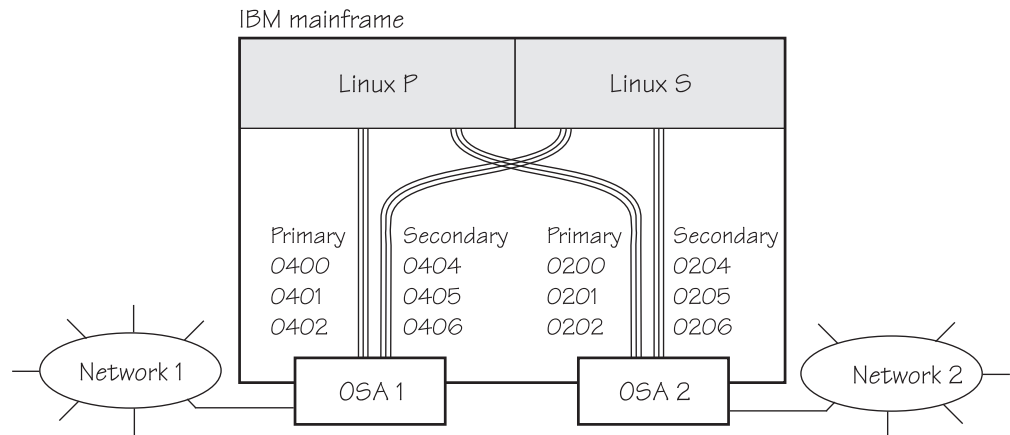 IBM mainframe
Linux P
Linux S
Primary
0400
0401
0402
Secondary
0404
0405
0406
Primary
0200
0201
0202
Secondary
0204
0205
0206
Network 1
OSA 1
OSA 2
Network 2